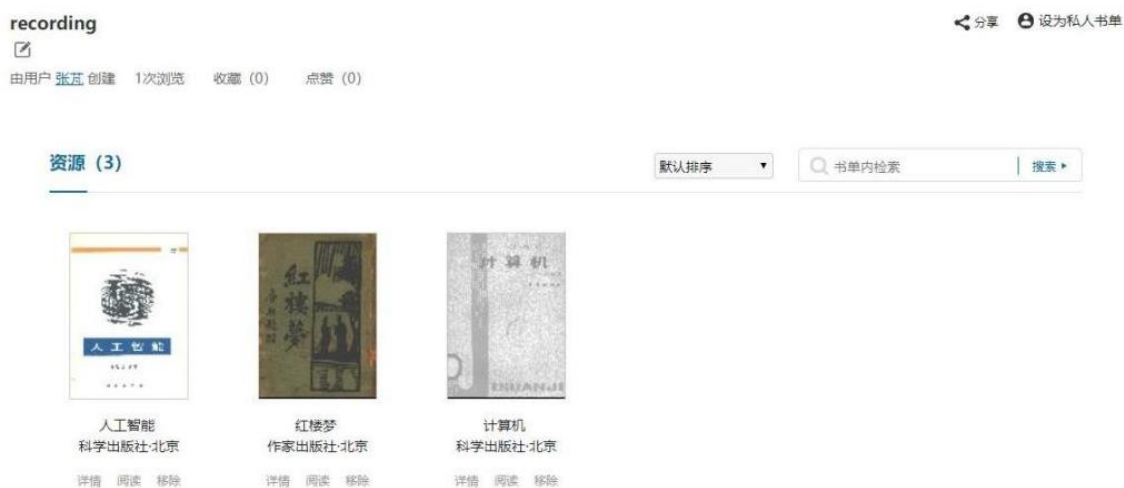 recording
分享 设为私人书单
由用户 张芃 创建 1次浏览 收藏 (0) 点赞 (0)
资源 (3)
默认排序
书单内检索
搜索
人工智能
紅樓夢
计算机
人工智能
科学出版社·北京
详情 阅读 移除
红楼梦
作家出版社·北京
详情 阅读 移除
计算机
科学出版社·北京
详情 阅读 移除